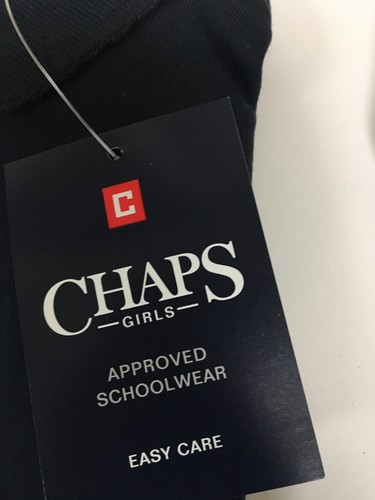 C
CHAPS
GIRLS
APPROVED
SCHOOLWEAR
EASY CARE